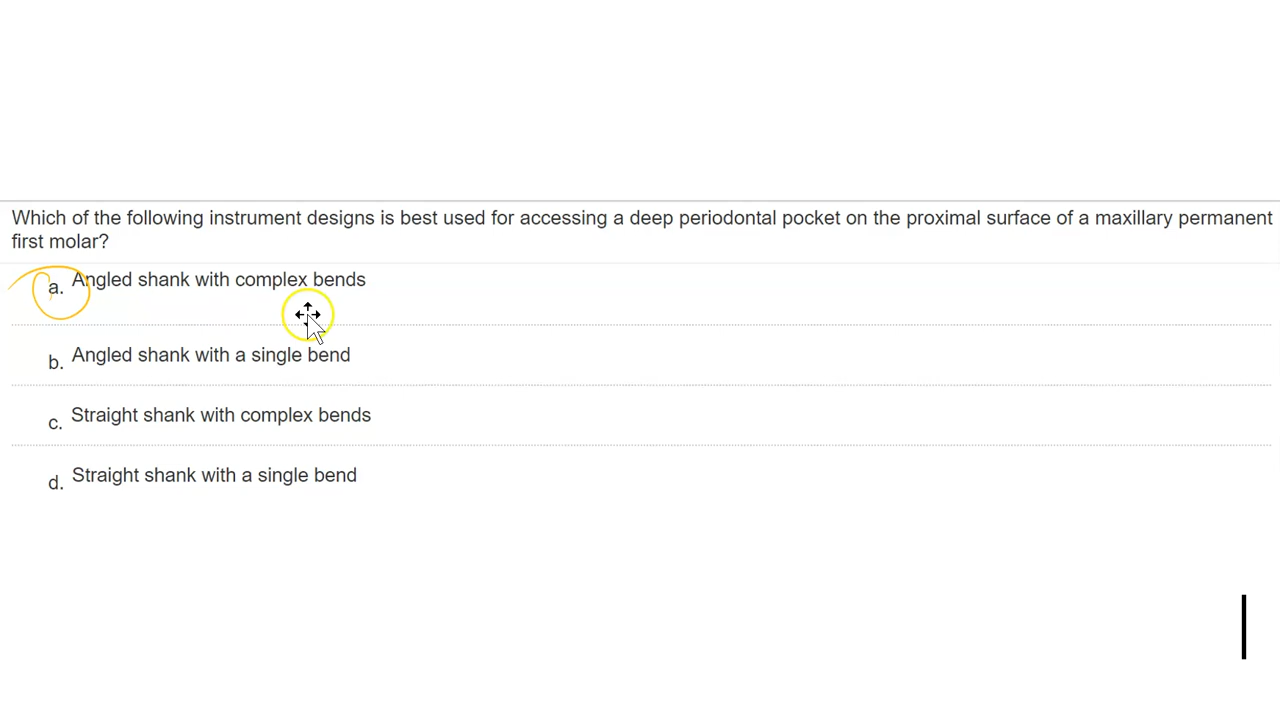 Which of the following instrument designs is best used for accessing a deep periodontal pocket on the proximal surface of a maxillary permanent
first molar?
a. Angled shank with complex bends
b. Angled shank with a single bend
c. Straight shank with complex bends
d. Straight shank with a single bend